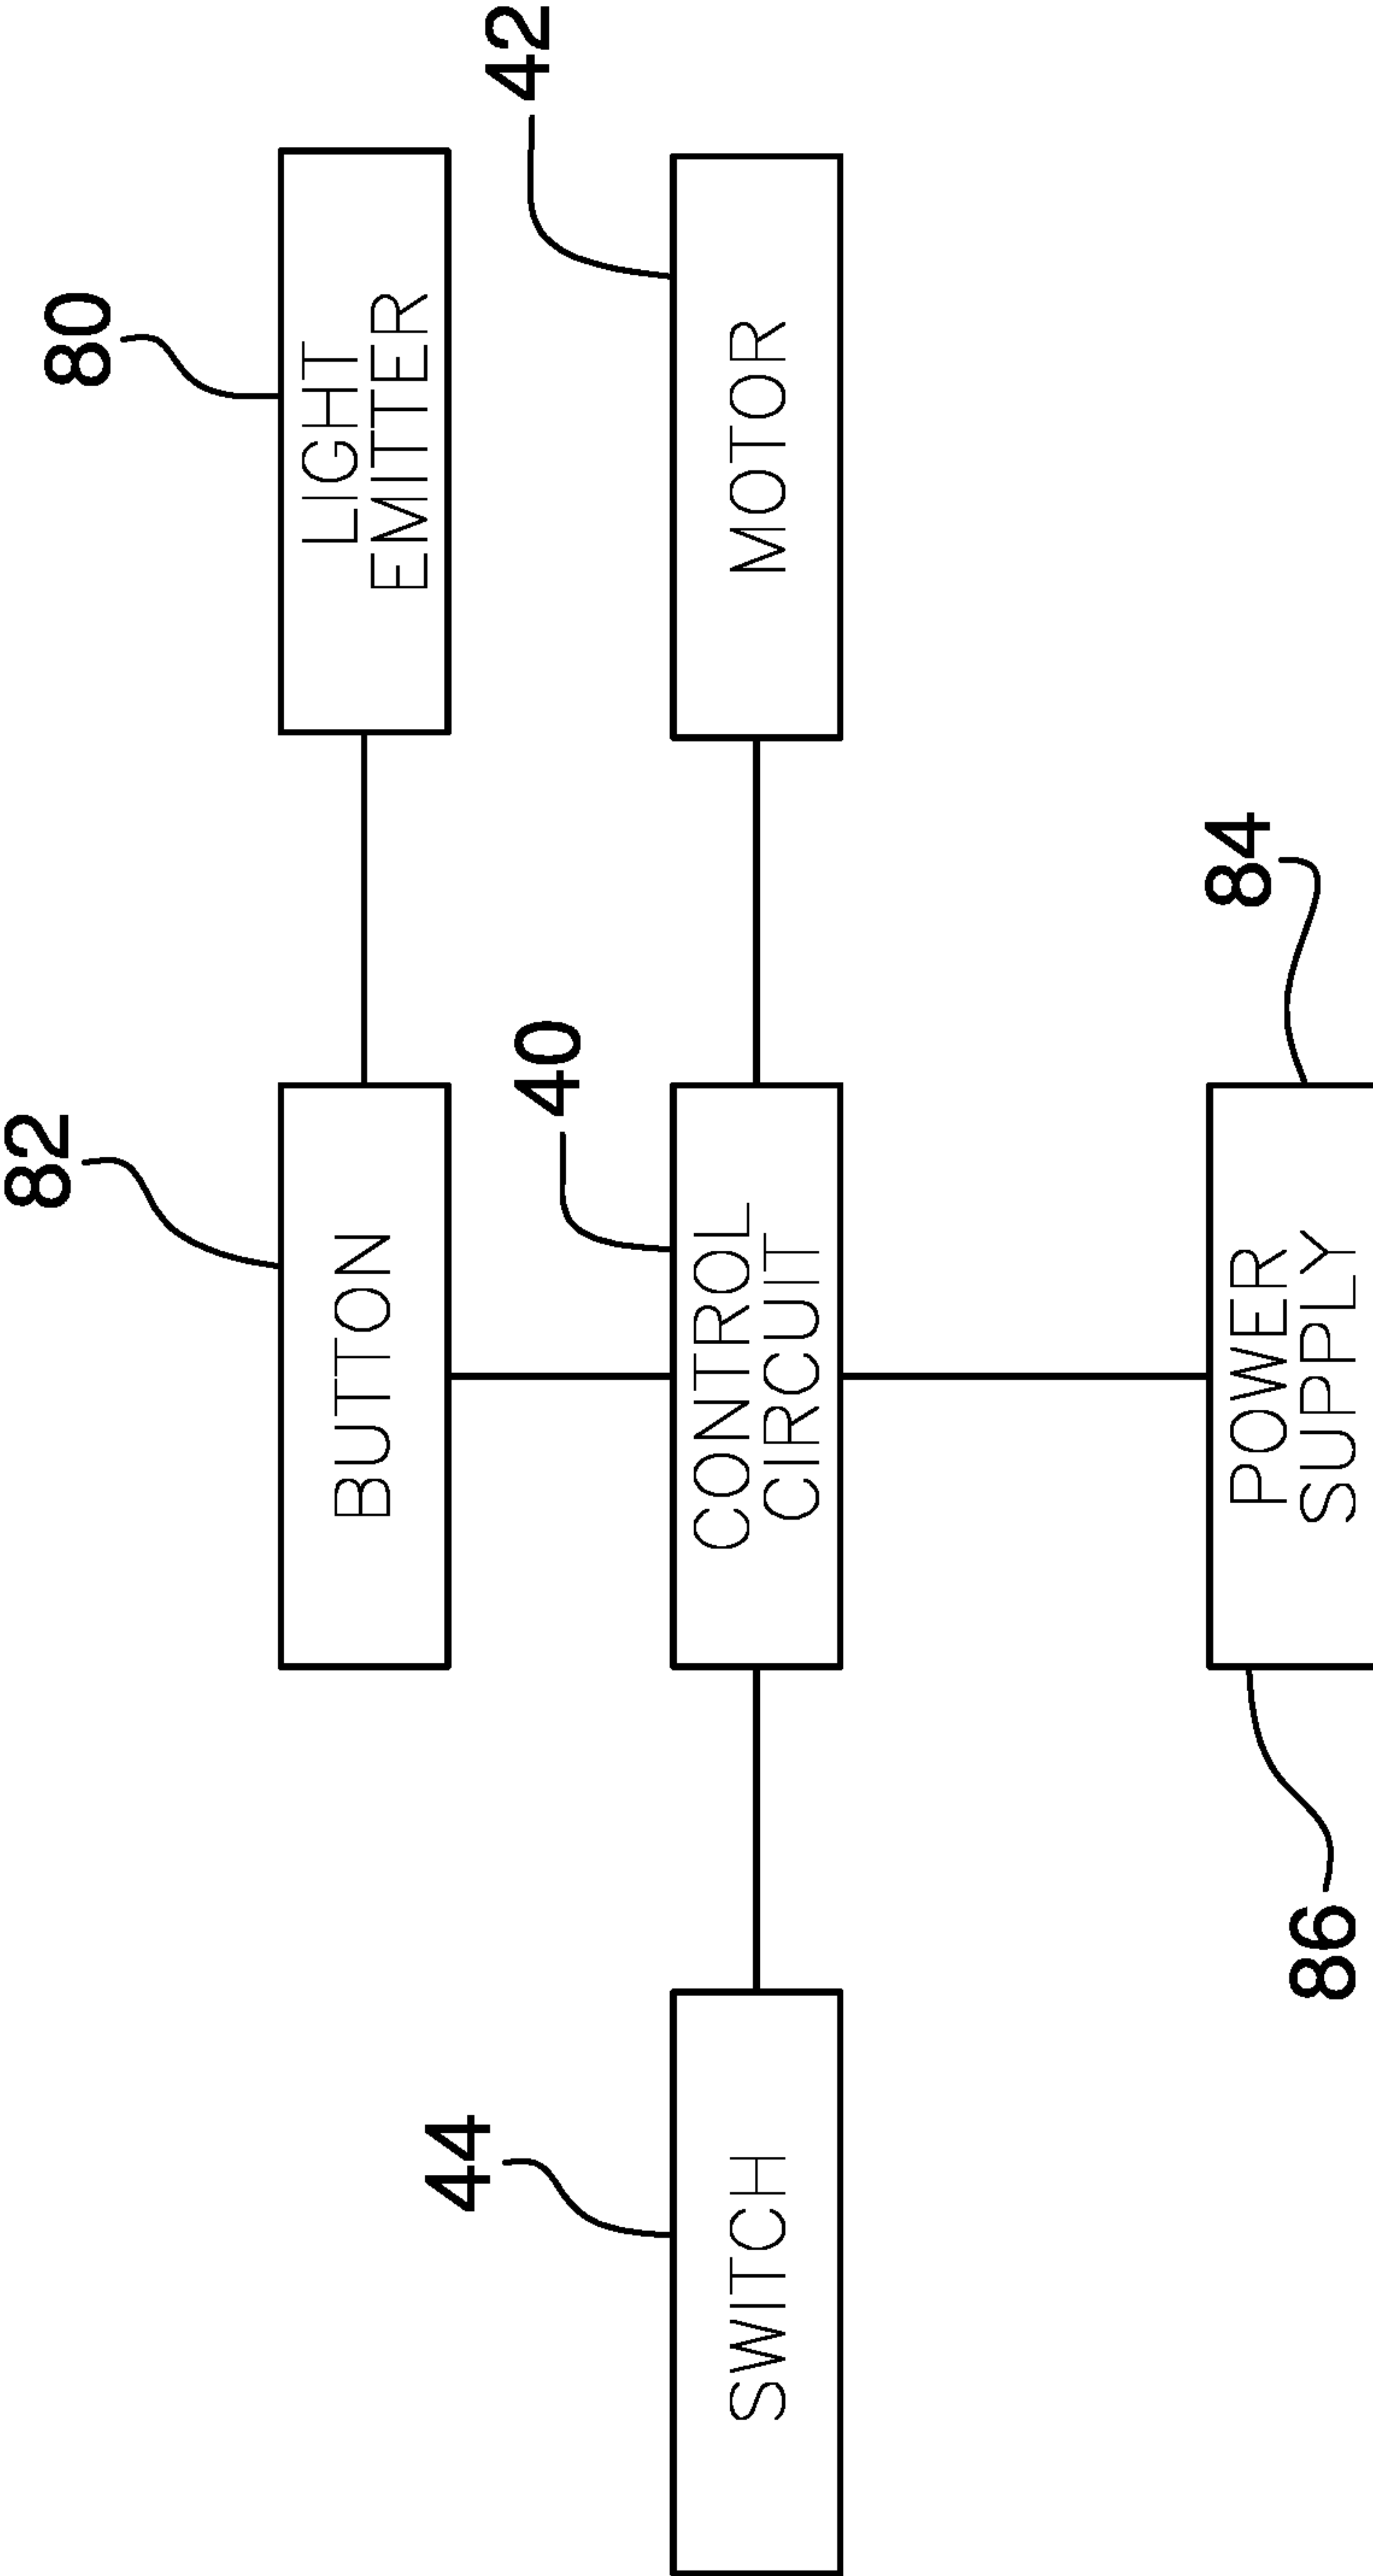 82
80
BUTTON
LIGHT
EMITTER
44
40
42
SWITCH
CONTROL
CIRCUIT
MOTOR
86
84
POWER
SUPPLY